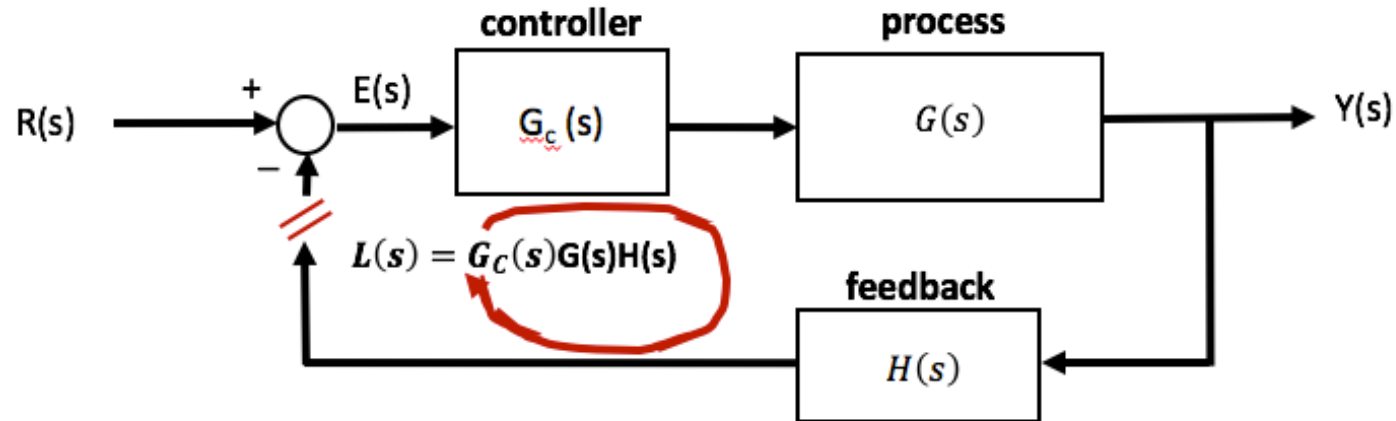 controller
process
R(s)
+
E(s)
G_c (s)
G(s)
Y(s)
−
L(s) = G_C(s)G(s)H(s)
feedback
H(s)